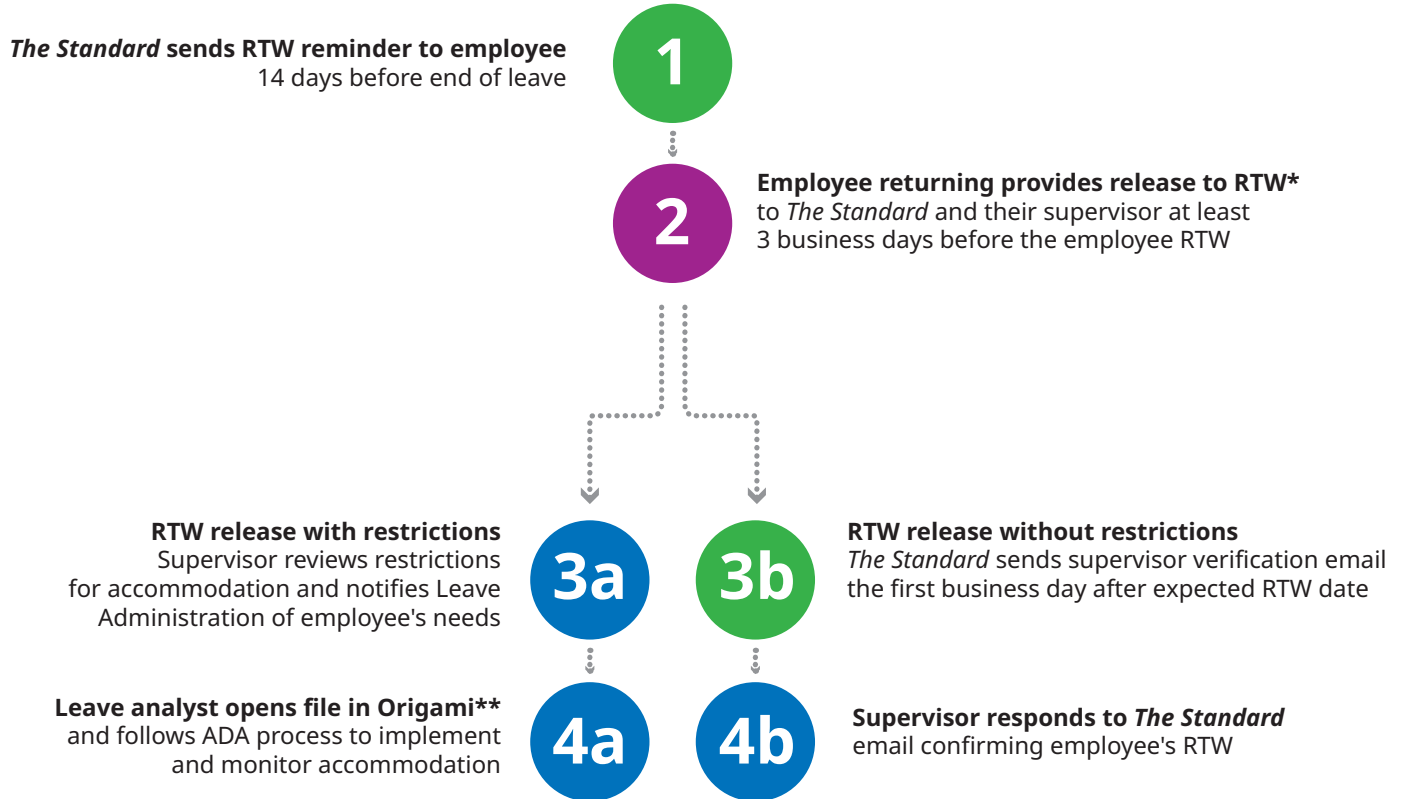 The Standard sends RTW reminder to employee
14 days before end of leave
1
2
Employee returning provides release to RTW*
to The Standard and their supervisor at least
3 business days before the employee RTW
RTW release with restrictions
Supervisor reviews restrictions
for accommodation and notifies Leave
Administration of employee's needs
3a
3b
RTW release without restrictions
The Standard sends supervisor verification email
the first business day after expected RTW date
Leave analyst opens file in Origami**
and follows ADA process to implement
and monitor accommodation
4a
4b
Supervisor responds to The Standard
email confirming employee's RTW